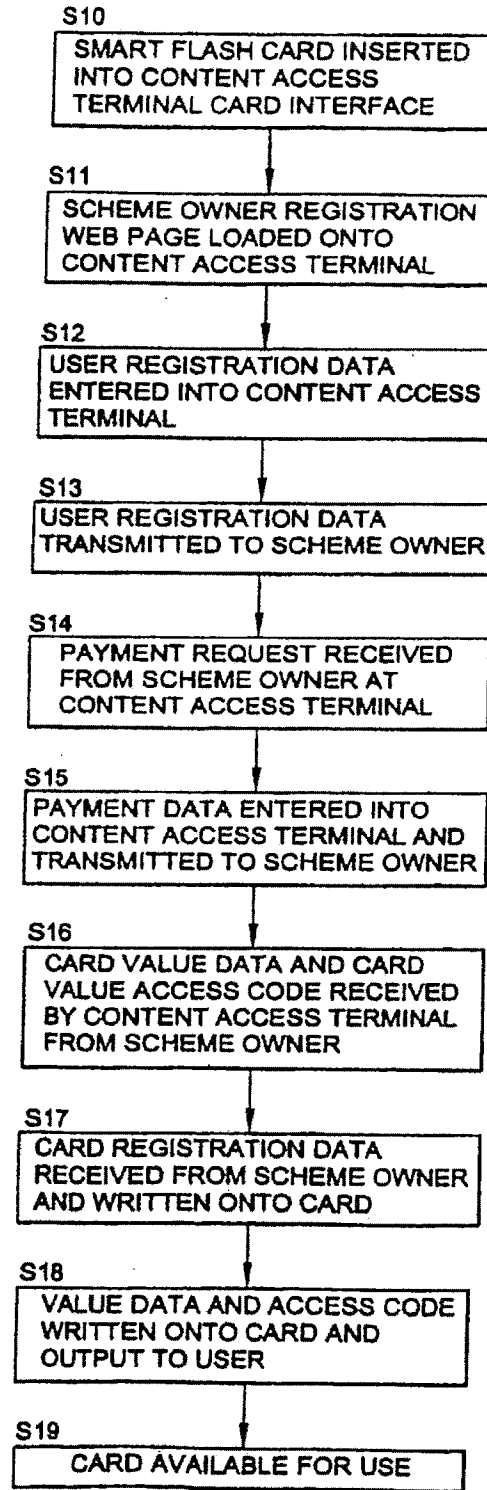 S10
SMART FLASH CARD INSERTED
INTO CONTENT ACCESS
TERMINAL CARD INTERFACE
S11
SCHEME OWNER REGISTRATION
WEB PAGE LOADED ONTO
CONTENT ACCESS TERMINAL
S12
USER REGISTRATION DATA
ENTERED INTO CONTENT ACCESS
TERMINAL
S13
USER REGISTRATION DATA
TRANSMITTED TO SCHEME OWNER
S14
PAYMENT REQUEST RECEIVED
FROM SCHEME OWNER AT
CONTENT ACCESS TERMINAL
S15
PAYMENT DATA ENTERED INTO
CONTENT ACCESS TERMINAL AND
TRANSMITTED TO SCHEME OWNER
S16
CARD VALUE DATA AND CARD
VALUE ACCESS CODE RECEIVED
BY CONTENT ACCESS TERMINAL
FROM SCHEME OWNER
S17
CARD REGISTRATION DATA
RECEIVED FROM SCHEME OWNER
AND WRITTEN ONTO CARD
S18
VALUE DATA AND ACCESS CODE
WRITTEN ONTO CARD AND
OUTPUT TO USER
S19
CARD AVAILABLE FOR USE